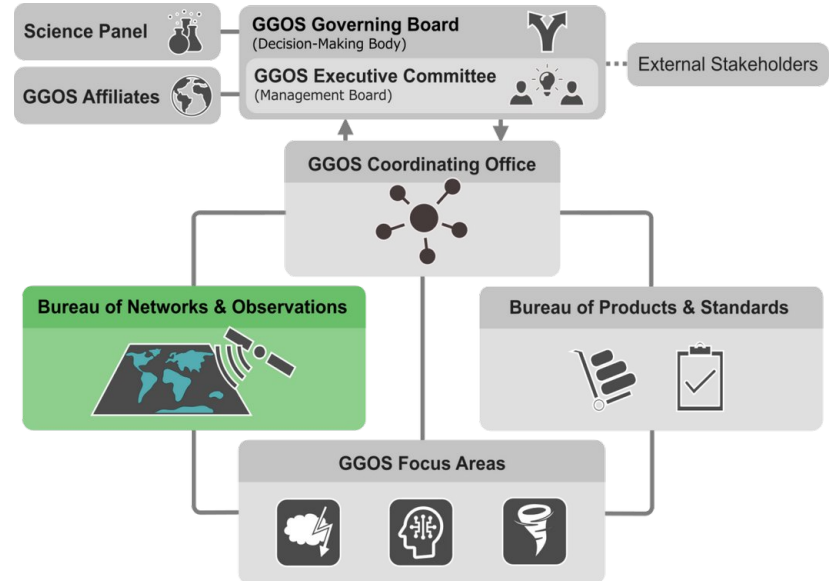 Science Panel
GGOS Governing Board
(Decision-Making Body)
External Stakeholders
GGOS Affiliates
GGOS Executive Committee
(Management Board)
GGOS Coordinating Office
Bureau of Networks & Observations
Bureau of Products & Standards
GGOS Focus Areas